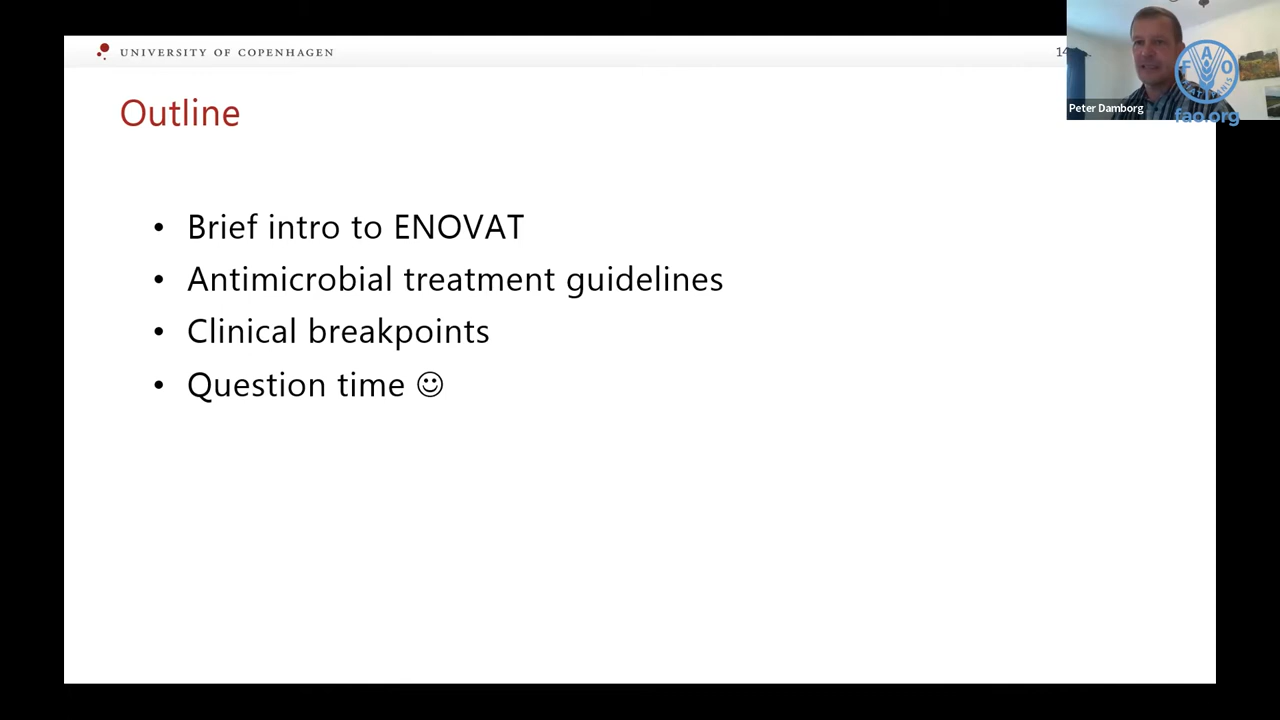 UNIVERSITY OF COPENHAGEN
Outline
• Brief intro to ENOVAT
• Antimicrobial treatment guidelines
• Clinical breakpoints
• Question time ☺
Peter Damborg
FAO
fao.org